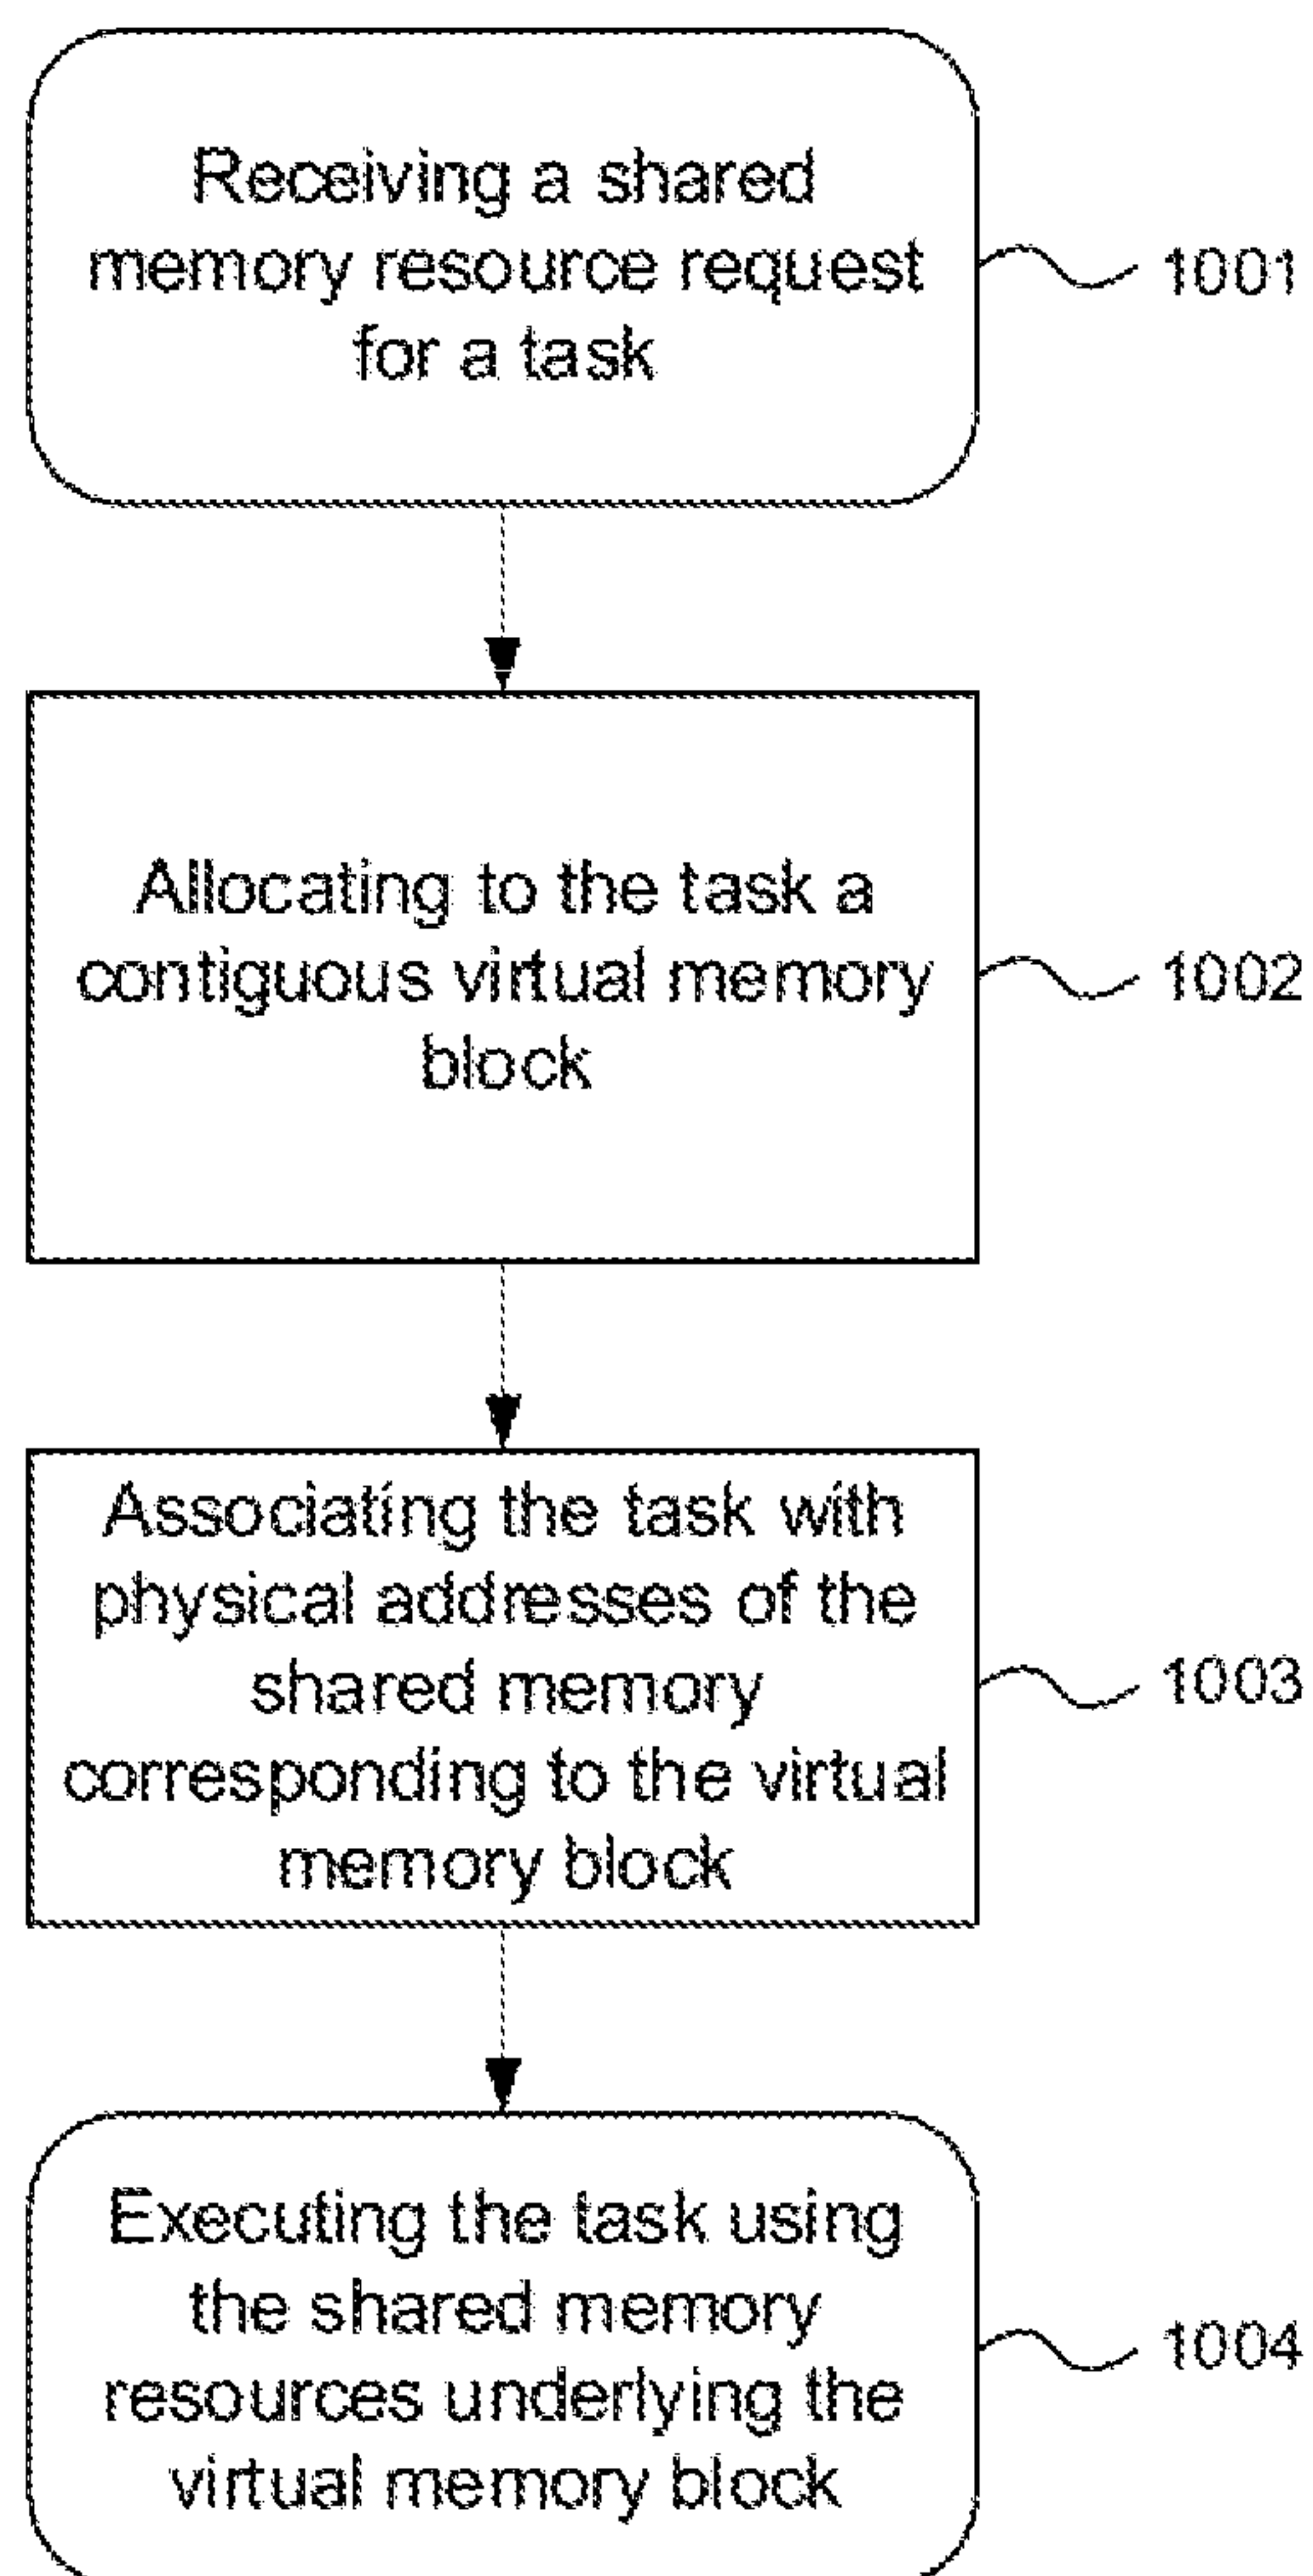 Receiving a shared
memory resource request
for a task
1001
Allocating to the task a
contiguous virtual memory
block
1002
Associating the task with
physical addresses of the
shared memory
corresponding to the virtual
memory block
1003
Executing the task using
the shared memory
resources underlying the
virtual memory block
1004